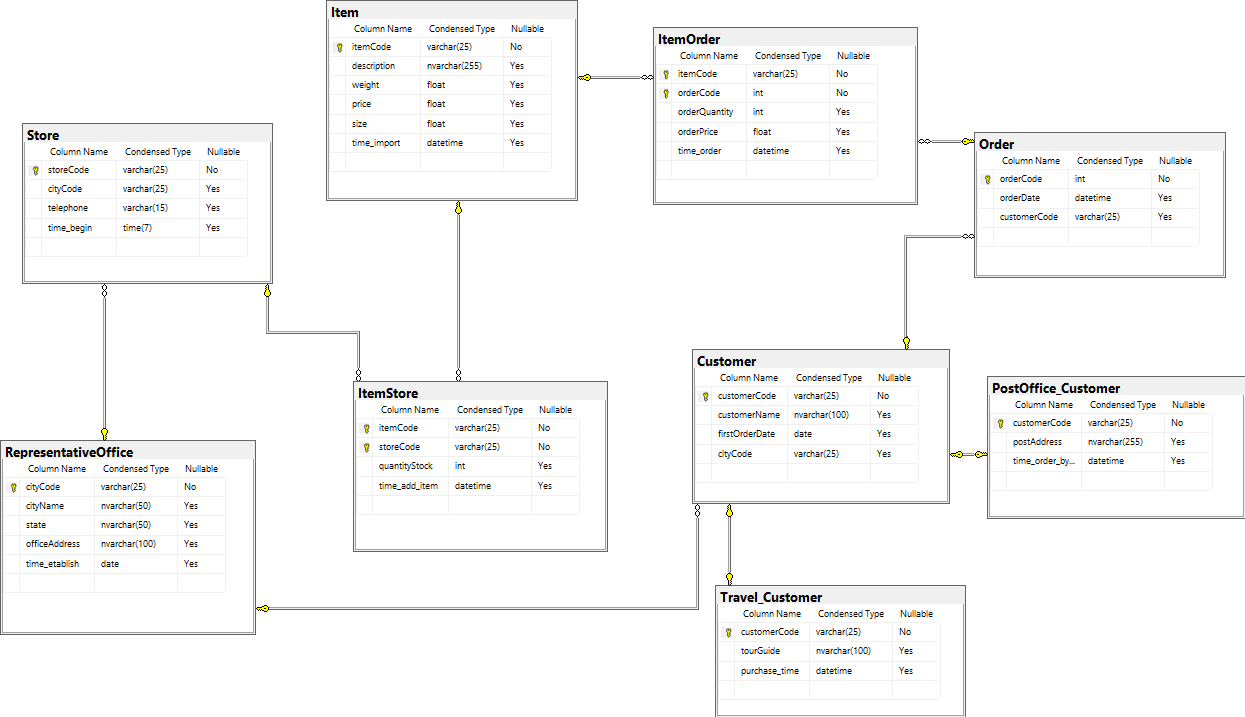 Item
Column Name Condensed Type Nullable
itemCode varchar(25) No
description nvarchar(255) Yes
weight float Yes
price float Yes
size float Yes
time_import datetime Yes
ItemOrder
Column Name Condensed Type Nullable
itemCode varchar(25) No
orderCode int No
orderQuantity int Yes
orderPrice float Yes
time_order datetime Yes
Store
Column Name Condensed Type Nullable
storeCode varchar(25) No
cityCode varchar(25) Yes
telephone varchar(15) Yes
time_begin time(7) Yes
Order
Column Name Condensed Type Nullable
orderCode int No
orderDate datetime Yes
customerCode varchar(25) Yes
Customer
Column Name Condensed Type Nullable
customerCode varchar(25) No
customerName nvarchar(100) Yes
firstOrderDate date Yes
cityCode varchar(25) Yes
PostOffice_Customer
Column Name Condensed Type Nullable
customerCode varchar(25) No
postAddress nvarchar(255) Yes
time_order_by... datetime Yes
ItemStore
Column Name Condensed Type Nullable
itemCode varchar(25) No
storeCode varchar(25) No
quantityStock int Yes
time_add_item datetime Yes
RepresentativeOffice
Column Name Condensed Type Nullable
cityCode varchar(25) No
cityName nvarchar(50) Yes
state nvarchar(50) Yes
officeAddress nvarchar(100) Yes
time_etablish date Yes
Travel_Customer
Column Name Condensed Type Nullable
customerCode varchar(25) No
tourGuide nvarchar(100) Yes
purchase_time datetime Yes